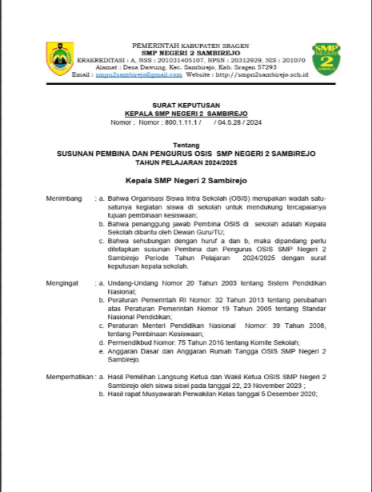 PEMERINTAH KABUPATEN SRAGEN
SMP NEGERI 2 SAMBIREJO
ERAKREDITASI : A, NSS : 201031405107, NPSN : 20312929, NIS : 201070
Alamat : Desa Dawung, Kec. Sambirejo, Kab. Sragen 57293
Email : smpn2sambirejo@gmail.com Website : http://smpn2sambirejo.sch.id
SMP NEGERI
2
SAMBIREJO
SURAT KEPUTUSAN
KEPALA SMP NEGERI 2 SAMBIREJO
Nomor : Nomor : 800.1.11.1 / / 04.5.28 / 2024
Tentang
SUSUNAN PEMBINA DAN PENGURUS OSIS SMP NEGERI 2 SAMBIREJO
TAHUN PELAJARAN 2024/2025
Kepala SMP Negeri 2 Sambirejo
Menimbang : a. Bahwa Organisasi Siswa Intra Sekolah (OSIS) merupakan wadah satu-
satunya kegiatan siswa di sekolah untuk mendukung tercapaianya
tujuan pembinaan kesiswaan;
b. Bahwa penanggung jawab Pembina OSIS di sekolah adalah Kepala
Sekolah dibantu oleh Dewan Guru/TU;
c. Bahwa sehubungan dengan huruf a dan b, maka dipandang perlu
ditetapkan susunan Pembina dan Pengurus OSIS SMP Negeri 2
Sambirejo Periode Tahun Pelajaran 2024/2025 dengan surat
keputusan kepala sekolah.
Mengingat : a. Undang-Undang Nomor 20 Tahun 2003 tentang Sistem Pendidikan
Nasional;
b. Peraturan Pemerintah RI Nomor: 32 Tahun 2013 tentang perubahan
atas Peraturan Pemerintah Nomor 19 Tahun 2005 tentang Standar
Nasional Pendidikan;
c. Peraturan Menteri Pendidikan Nasional Nomor: 39 Tahun 2008,
tentang Pembinaan Kesiswaan;
d. Permendikbud Nomor: 75 Tahun 2016 tentang Komite Sekolah;
e. Anggaran Dasar dan Anggaran Rumah Tangga OSIS SMP Negeri 2
Sambirejo.
Memperhatikan : a. Hasil Pemilihan Langsung Ketua dan Wakil Ketua OSIS SMP Negeri 2
Sambirejo oleh siswa siswi pada tanggal 22, 23 November 2023 ;
b. Hasil rapat Musyawarah Perwakilan Kelas tanggal 5 Desember 2020;